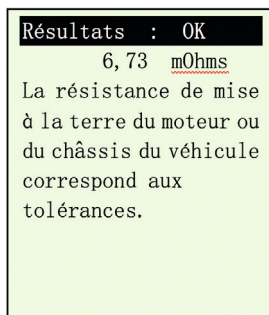 Résultats : OK
6,73 mOhms
La résistance de mise
à la terre du moteur ou
du châssis du véhicule
correspond aux
tolérances.